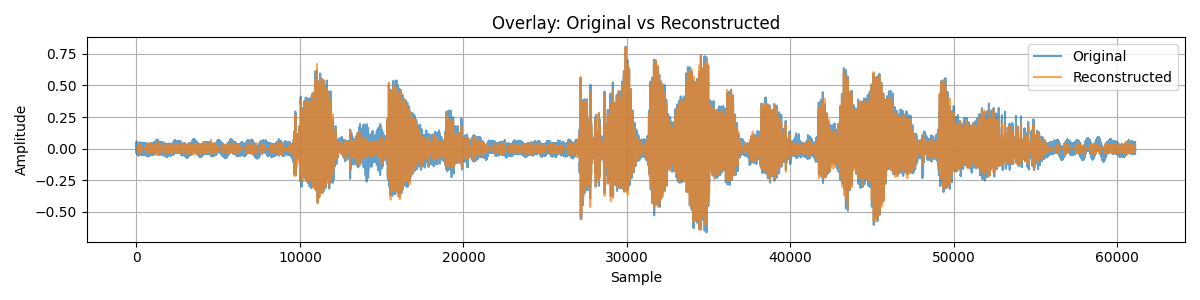 Overlay: Original vs Reconstructed
Original
Reconstructed
Amplitude
0.75
0.50
0.25
0.00
−0.25
−0.50
0
10000
20000
30000
40000
50000
60000
Sample